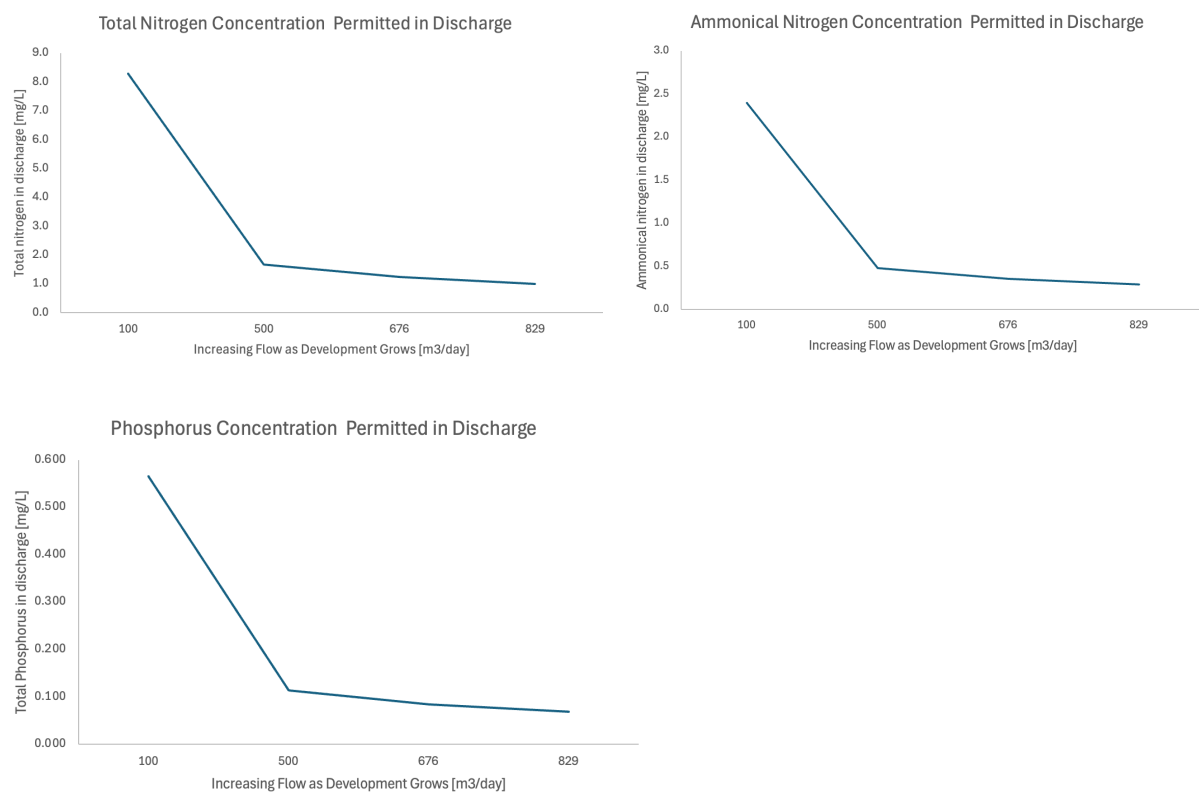 Total Nitrogen Concentration  Permitted in Discharge
Total nitrogen in discharge [mg/L]
9.0
8.0
7.0
6.0
5.0
4.0
3.0
2.0
1.0
0.0
100 500 676 829
Increasing Flow as Development Grows [m3/day]
Ammonical Nitrogen Concentration  Permitted in Discharge
Ammonical nitrogen in discharge [mg/L]
3.0
2.5
2.0
1.5
1.0
0.5
0.0
100 500 676 829
Increasing Flow as Development Grows [m3/day]
Phosphorus Concentration  Permitted in Discharge
Total Phosphorus in discharge [mg/L]
0.600
0.500
0.400
0.300
0.200
0.100
0.000
100 500 676 829
Increasing Flow as Development Grows [m3/day]